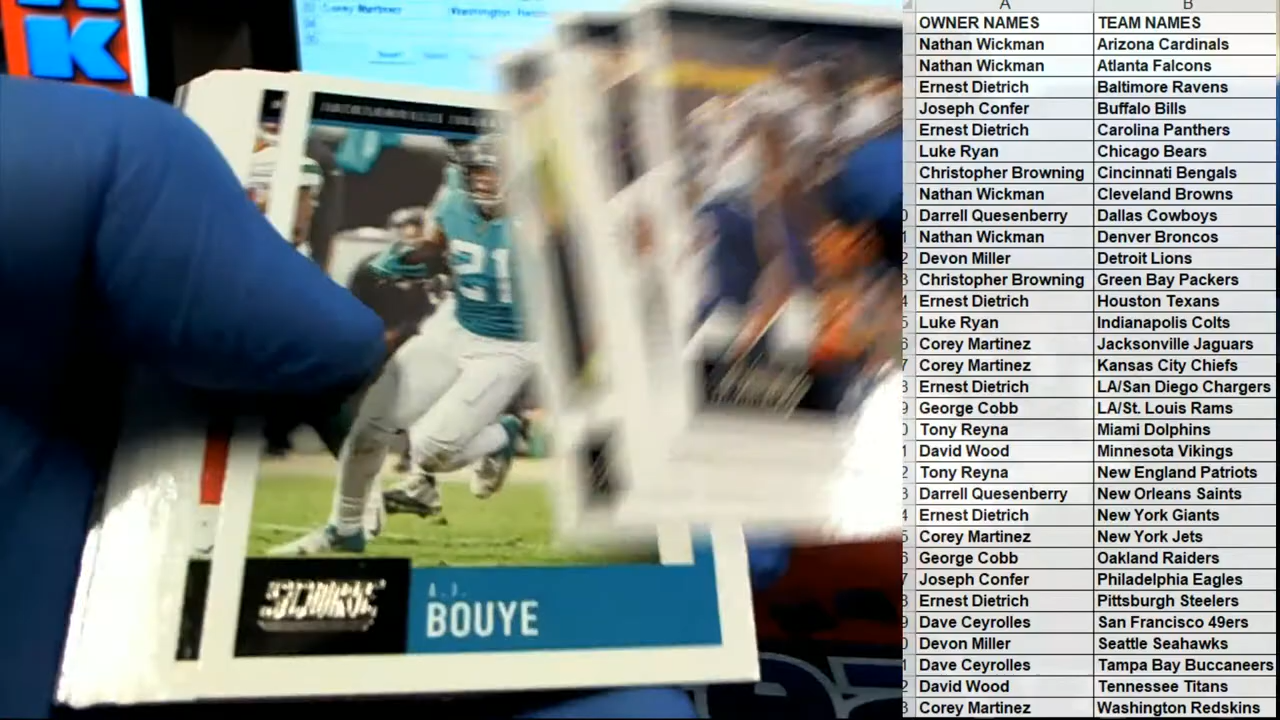 K
Corey Martinez
21
SCORE
A.J.
BOUYE
A B
OWNER NAMES TEAM NAMES
Nathan Wickman Arizona Cardinals
Nathan Wickman Atlanta Falcons
Ernest Dietrich Baltimore Ravens
Joseph Confer Buffalo Bills
Ernest Dietrich Carolina Panthers
Luke Ryan Chicago Bears
Christopher Browning Cincinnati Bengals
Nathan Wickman Cleveland Browns
Darrell Quesenberry Dallas Cowboys
Nathan Wickman Denver Broncos
Devon Miller Detroit Lions
Christopher Browning Green Bay Packers
Ernest Dietrich Houston Texans
Luke Ryan Indianapolis Colts
Corey Martinez Jacksonville Jaguars
Corey Martinez Kansas City Chiefs
Ernest Dietrich LA/San Diego Chargers
George Cobb LA/St. Louis Rams
Tony Reyna Miami Dolphins
David Wood Minnesota Vikings
Tony Reyna New England Patriots
Darrell Quesenberry New Orleans Saints
Ernest Dietrich New York Giants
Corey Martinez New York Jets
George Cobb Oakland Raiders
Joseph Confer Philadelphia Eagles
Ernest Dietrich Pittsburgh Steelers
Dave Ceyrolles San Francisco 49ers
Devon Miller Seattle Seahawks
Dave Ceyrolles Tampa Bay Buccaneers
David Wood Tennessee Titans
Corey Martinez Washington Redskins